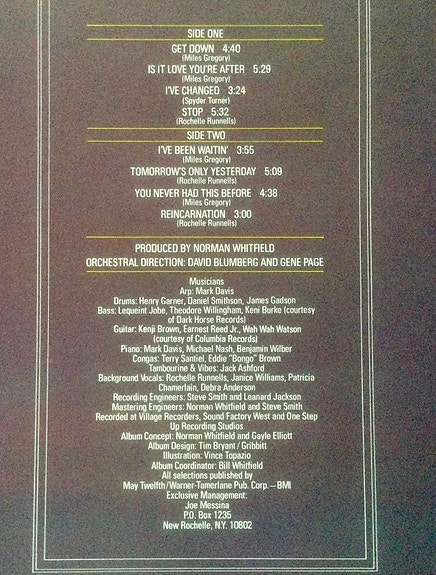 SIDE ONE
GET DOWN 4:40
(Miles Gregory)
IS IT LOVE YOU'RE AFTER 5:29
(Miles Gregory)
I'VE CHANGED 3:24
(Spyder Turner)
STOP 5:32
(Rochelle Runnells)
SIDE TWO
I'VE BEEN WAITIN' 3:55
(Miles Gregory)
TOMORROW'S ONLY YESTERDAY 5:09
(Rochelle Runnells)
YOU NEVER HAD THIS BEFORE 4:38
(Miles Gregory)
REINCARNATION 3:00
(Rochelle Runnells)
PRODUCED BY NORMAN WHITFIELD
ORCHESTRAL DIRECTION: DAVID BLUMBERG AND GENE PAGE
Musicians
Arp: Mark Davis
Drums: Henry Garner, Daniel Smithson, James Gadson
Bass: Lequeint Jobe, Theodore Willingham, Keni Burke (courtesy
of Dark Horse Records)
Guitar: Kenji Brown, Earnest Reed Jr., Wah Wah Watson
(courtesy of Columbia Records)
Piano: Mark Davis, Michael Nash, Benjamin Wilber
Congas: Terry Santiel, Eddie "Bongo" Brown
Tambourine & Vibes: Jack Ashford
Background Vocals: Rochelle Runnells, Janice Williams, Patricia
Chamerlain, Debra Anderson
Recording Engineers: Steve Smith and Leanard Jackson
Mastering Engineers: Norman Whitfield and Steve Smith
Recorded at Village Recorders, Sound Factory West and One Step
Up Recording Studios
Album Concept: Norman Whitfield and Gayle Elliott
Album Design: Tim Bryant / Gribbitt
Illustration: Vince Topazio
Album Coordinator: Bill Whitfield
All selections published by
May Twelfth/Warner-Tamerlane Pub. Corp.—BMI
Exclusive Management:
Joe Messina
P.O. Box 1235
New Rochelle, N.Y. 10802